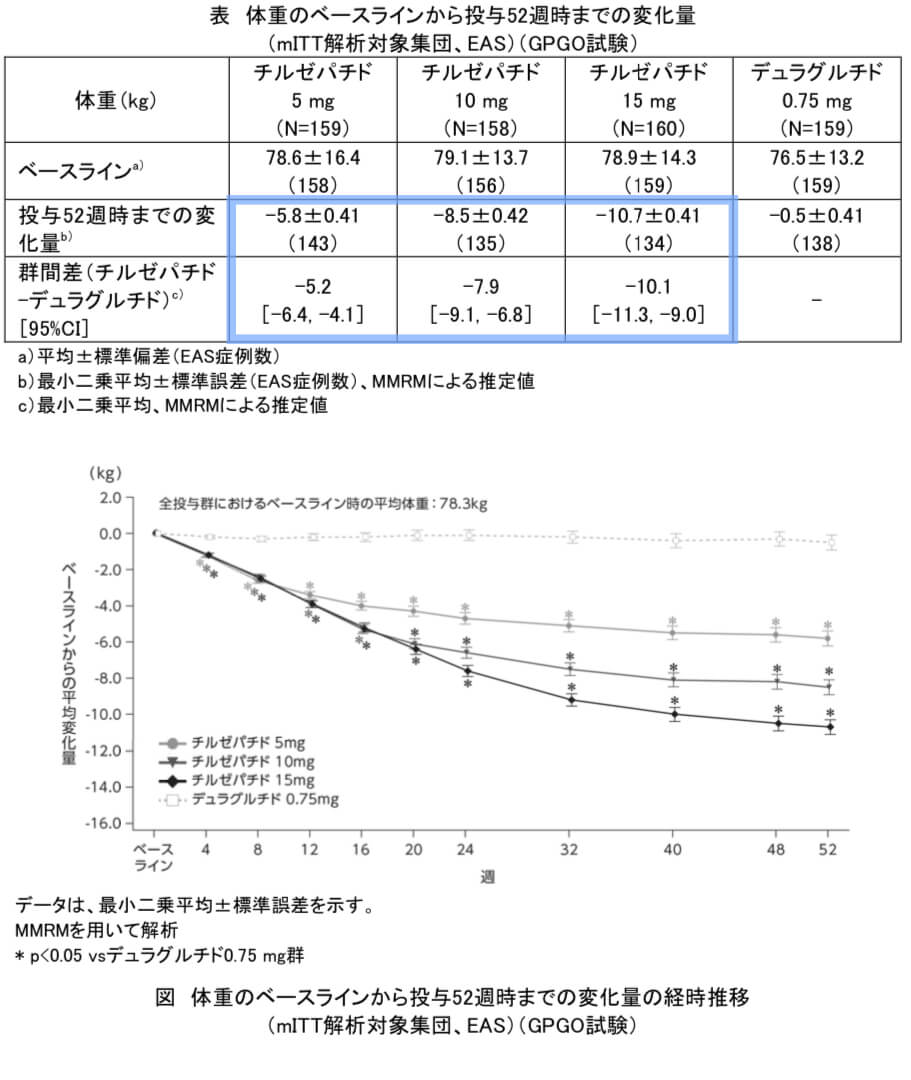 表 体重のベースラインから投与52週時までの変化量
（mITT解析対象集団、EAS）（GPGO試験）
体重（kg）
チルゼパチド
5 mg
（N=159）
チルゼパチド
10 mg
（N=158）
チルゼパチド
15 mg
（N=160）
デュラグルチド
0.75 mg
（N=159）
ベースラインa）
78.6±16.4
（158）
79.1±13.7
（156）
78.9±14.3
（159）
76.5±13.2
（159）
投与52週時までの変
化量b）
−5.8±0.41
（143）
−8.5±0.42
（135）
−10.7±0.41
（134）
−0.5±0.41
（138）
群間差（チルゼパチド
-デュラグルチド）c）
[95%CI]
−5.2
[−6.4, −4.1]
−7.9
[−9.1, −6.8]
−10.1
[−11.3, −9.0]
−
a）平均±標準偏差（EAS症例数）
b）最小二乗平均±標準誤差（EAS症例数）、MMRMによる推定値
c）最小二乗平均、MMRMによる推定値
（kg）
全投与群におけるベースライン時の平均体重：78.3kg
ベースラインからの平均変化量
2.0
0.0
-2.0
-4.0
-6.0
-8.0
-10.0
-12.0
-14.0
-16.0
チルゼパチド 5mg
チルゼパチド 10mg
チルゼパチド 15mg
デュラグルチド 0.75mg
ベース
ライン
4 8 12 16 20 24 32 40 48 52
週
データは、最小二乗平均±標準誤差を示す。
MMRMを用いて解析
* p<0.05 vsデュラグルチド0.75 mg群
図 体重のベースラインから投与52週時までの変化量の経時推移
（mITT解析対象集団、EAS）（GPGO試験）